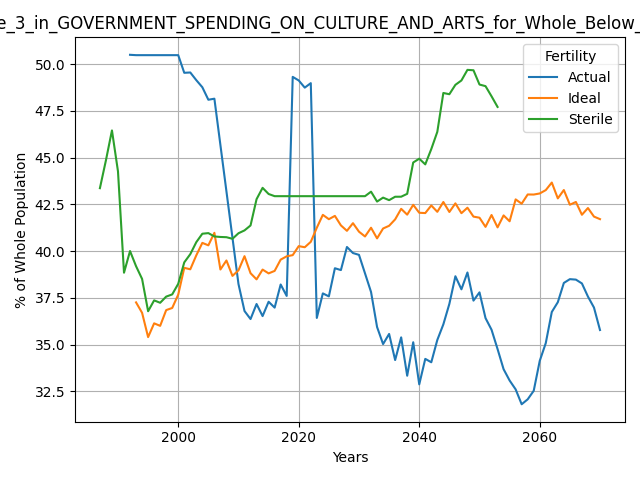 e_3_in_GOVERNMENT_SPENDING_ON_CULTURE_AND_ARTS_for_Whole_Below_
Fertility
Actual
Ideal
Sterile
% of Whole Population
50.0
47.5
45.0
42.5
40.0
37.5
35.0
32.5
2000
2020
2040
2060
Years